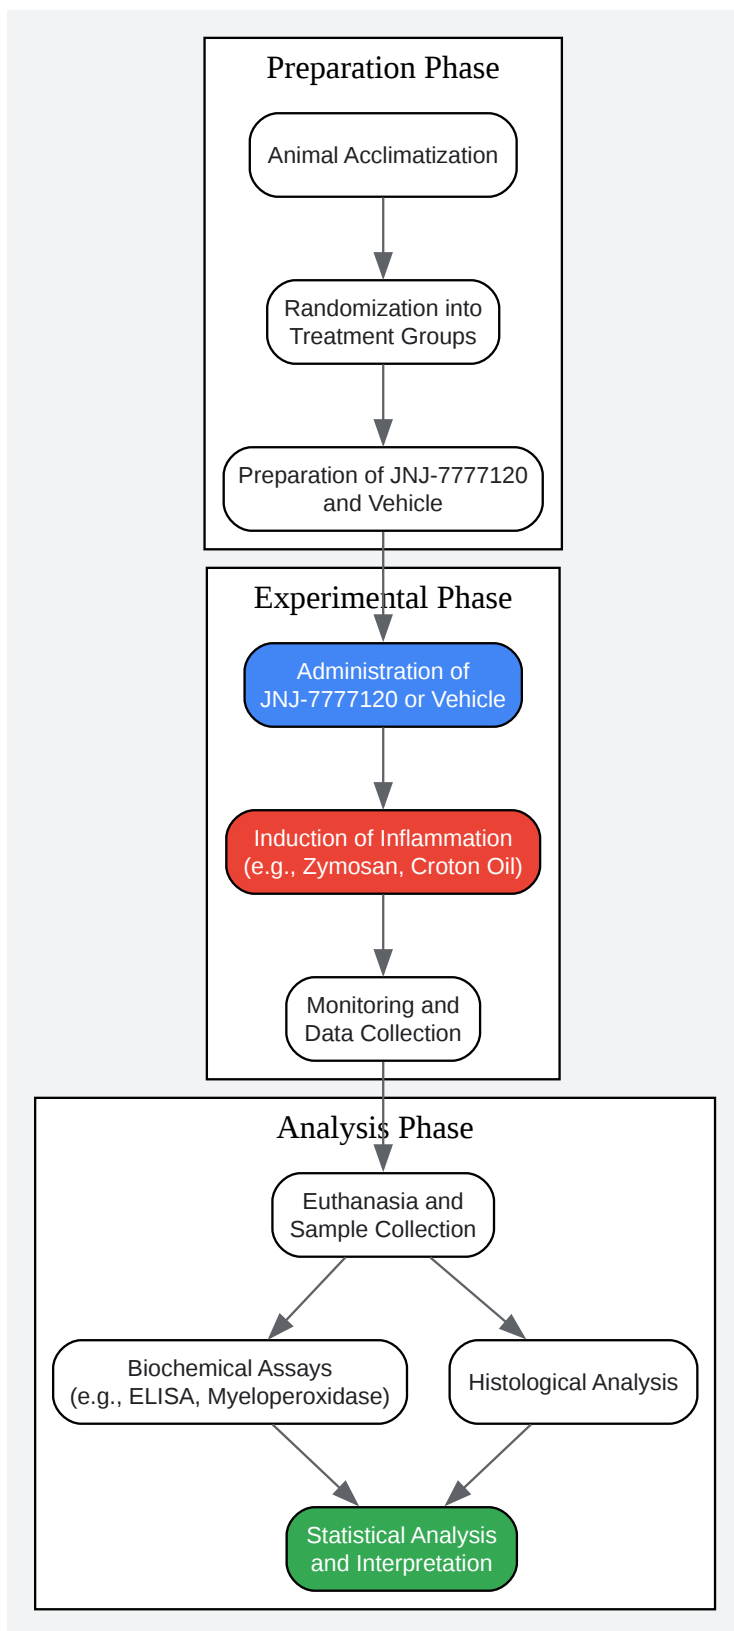 Preparation Phase
Animal Acclimatization
Randomization into
Treatment Groups
Preparation of JNJ-7777120
and Vehicle
Experimental Phase
Administration of
JNJ-7777120 or Vehicle
Induction of Inflammation
(e.g., Zymosan, Croton Oil)
Monitoring and
Data Collection
Analysis Phase
Euthanasia and
Sample Collection
Biochemical Assays
(e.g., ELISA, Myeloperoxidase)
Histological Analysis
Statistical Analysis
and Interpretation